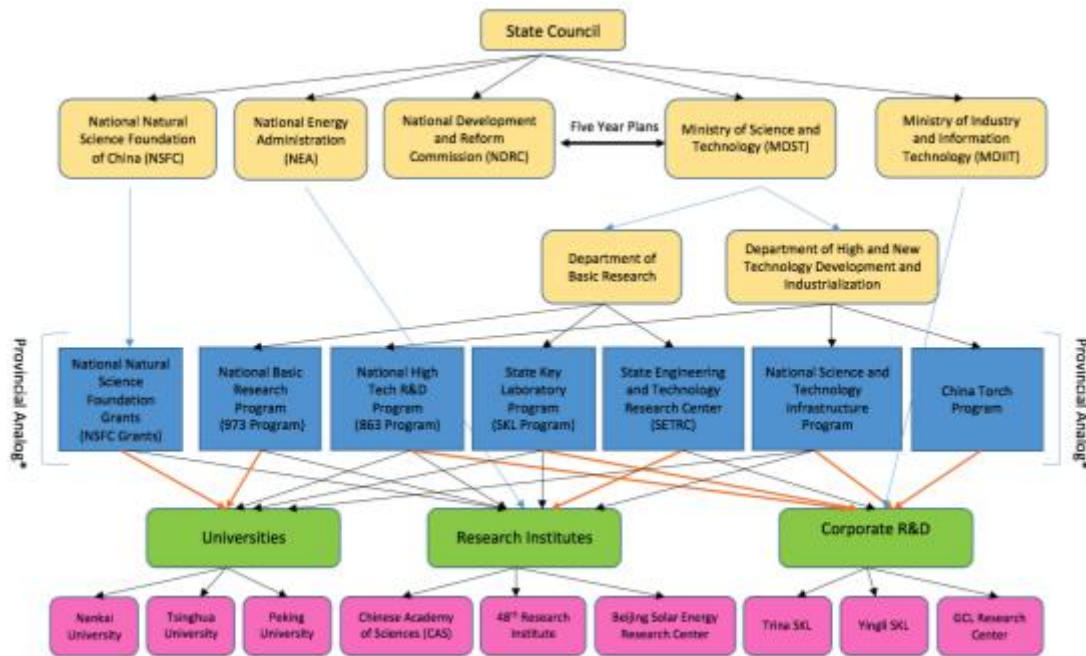 State Council
National Natural
Science Foundation
of China (NSFC)
National Energy
Administration
(NEA)
National Development
and Reform
Commission (NDRC)
Five Year Plans
Ministry of Science and
Technology (MOST)
Ministry of Industry
and Information
Technology (MOIIT)
Department of
Basic Research
Department of High and New
Technology Development and
Industrialization
Provincial Analog*
National Natural
Science
Foundation
Grants
(NSFC Grants)
National Basic
Research
Program
(973 Program)
National High
Tech R&D
Program
(863 Program)
State Key
Laboratory
Program
(SKL Program)
State Engineering
and Technology
Research Center
(SETRC)
National Science and
Technology
Infrastructure
Program
China Torch
Program
Provincial Analog*
Universities
Research Institutes
Corporate R&D
Nankai
University
Tsinghua
University
Peking
University
Chinese Academy
of Sciences (CAS)
48th Research
Institute
Beijing Solar Energy
Research Center
Trina SKL
Yingli SKL
GCL Research
Center